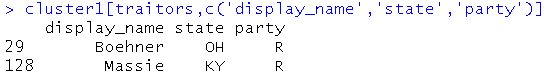 > cluster1[traitors,c('display_name','state','party')]
display_name state party
29 Boehner OH R
128 Massie KY R